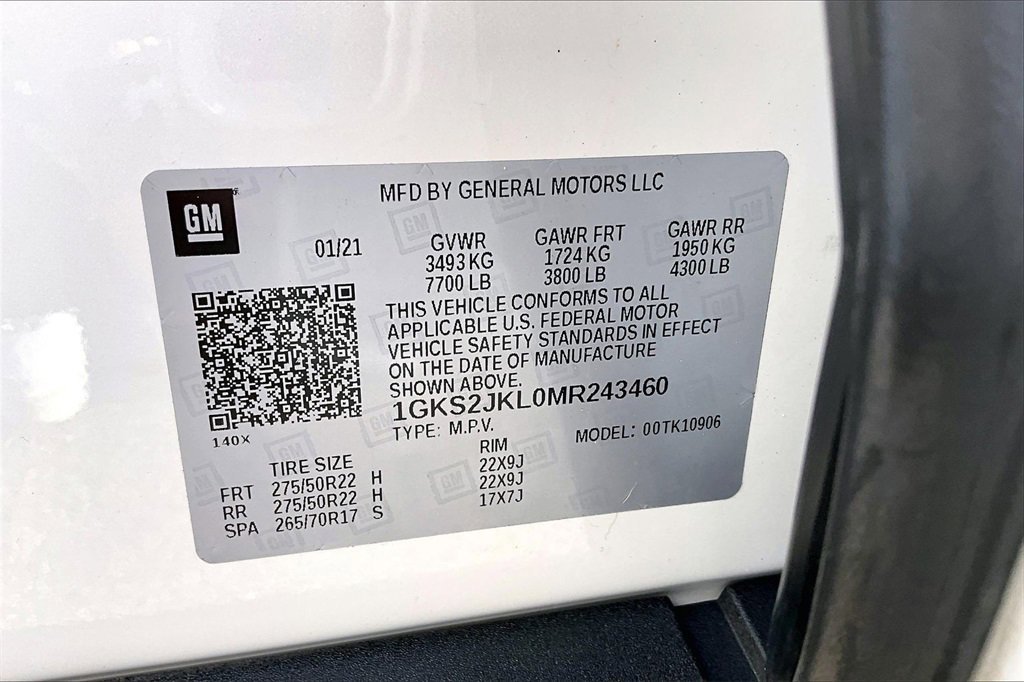 GM
MFD BY GENERAL MOTORS LLC
01/21
GVWR
3493 KG
7700 LB
GAWR FRT
1724 KG
3800 LB
GAWR RR
1950 KG
4300 LB
THIS VEHICLE CONFORMS TO ALL
APPLICABLE U.S. FEDERAL MOTOR
VEHICLE SAFETY STANDARDS IN EFFECT
ON THE DATE OF MANUFACTURE
SHOWN ABOVE.
1GKS2JKL0MR243460
TYPE: M.P.V.
MODEL: 00TK10906
140X
TIRE SIZE
RIM
FRT 275/50R22 H 22X9J
RR 275/50R22 H 22X9J
SPA 265/70R17 S 17X7J